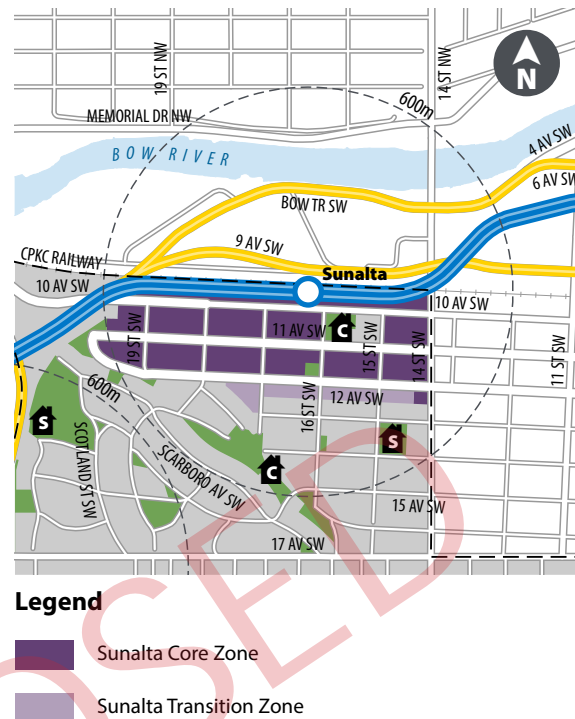 19 ST NW
14 ST NW
N
600m
MEMORIAL DR NW
BOW RIVER
4 AV SW
6 AV SW
BOW TR SW
9 AV SW
CPKC RAILWAY
Sunalta
10 AV SW
10 AV SW
11 AV SW
C
19 ST SW
15 ST SW
14 ST SW
11 ST SW
600m
12 AV SW
16 ST SW
S
SCOTLAND ST SW
S
SCARBORO AV SW
C
15 AV SW
17 AV SW
Legend
Sunalta Core Zone
Sunalta Transition Zone
OSED